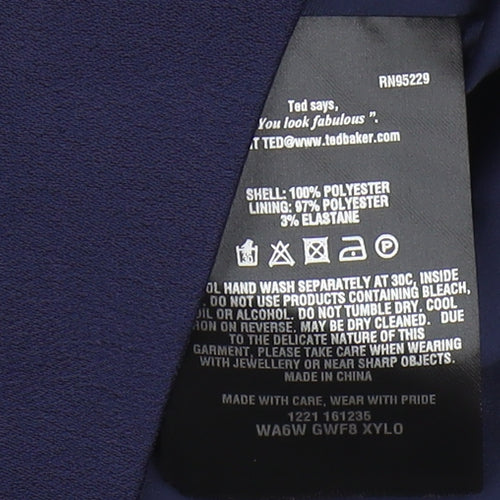 RN95229
Ted says,
You look fabulous ”.
TED@www.tedbaker.com
SHELL: 100% POLYESTER
LINING: 97% POLYESTER
3% ELASTANE
30 P
HAND WASH SEPARATELY AT 30C, INSIDE
DO NOT USE PRODUCTS CONTAINING BLEACH,
OIL OR ALCOHOL. DO NOT TUMBLE DRY. COOL
ON REVERSE, MAY BE DRY CLEANED. DUE
TO THE DELICATE NATURE OF THIS
GARMENT, PLEASE TAKE CARE WHEN WEARING
WITH JEWELLERY OR NEAR SHARP OBJECTS.
MADE IN CHINA
MADE WITH CARE, WEAR WITH PRIDE
1221 161235
WA6W GWF8 XYLO